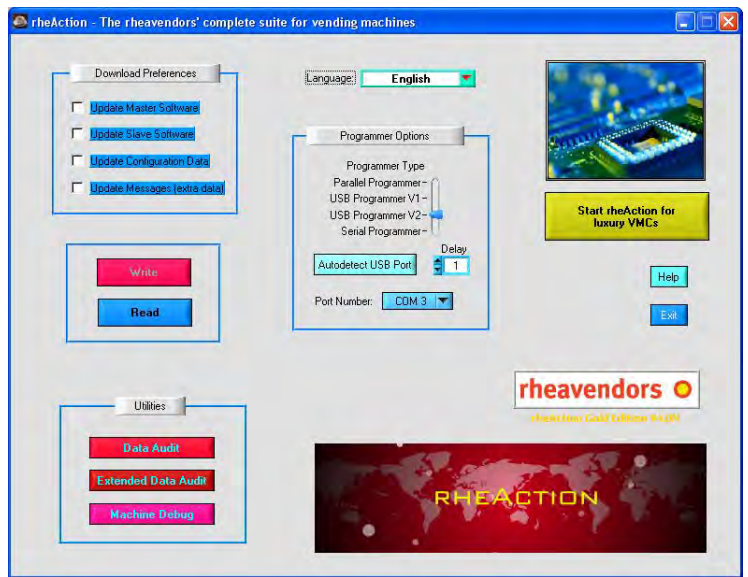 rheAction - The rheavendors' complete suite for vending machines
Download Preferences
Update Master Software
Update Slave Software
Update Configuration Data
Update Messages (extra data)
Write
Read
Utilities
Data Audit
Extended Data Audit
Machine Debug
Language:
English
Programmer Options
Programmer Type
Parallel Programmer
USB Programmer V1
USB Programmer V2
Serial Programmer
Delay
Autodetect USB Port
1
Port Number:
COM 3
Start rheAction for
luxury VMCs
Help
Exit
rheavendors
rheAction Gold Edition
RHEACTION